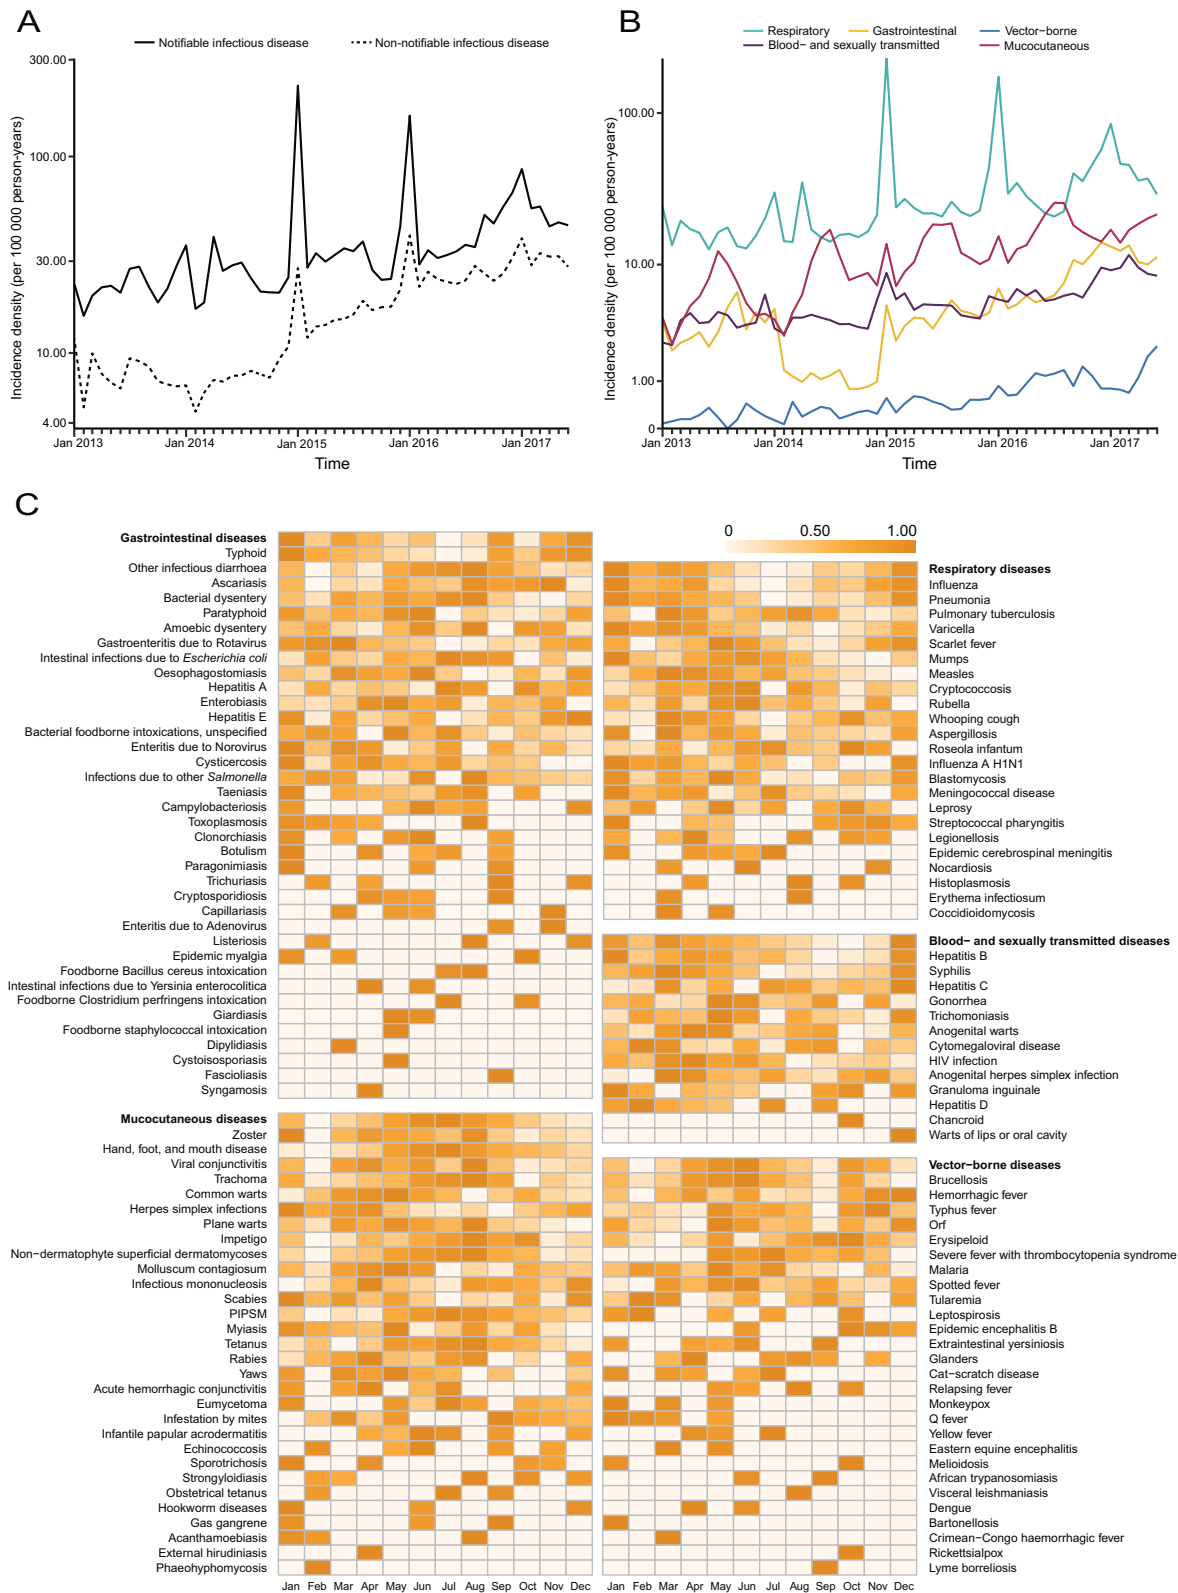 A
Notifiable infectious disease
Non-notifiable infectious disease
Incidence density (per 100 000 person-years)
300.00
100.00
30.00
10.00
4.00
Jan 2013
Jan 2014
Jan 2015
Jan 2016
Jan 2017
Time
B
Respiratory
Gastrointestinal
Vector-borne
Blood- and sexually transmitted
Mucocutaneous
Incidence density (per 100 000 person-years)
100.00
10.00
1.00
0
Jan 2013
Jan 2014
Jan 2015
Jan 2016
Jan 2017
Time
C
0
0.50
1.00
Gastrointestinal diseases
Typhoid
Other infectious diarrhoea
Ascariasis
Bacterial dysentery
Paratyphoid
Amoebic dysentery
Gastroenteritis due to Rotavirus
Intestinal infections due to Escherichia coli
Oesophagostomiasis
Hepatitis A
Enterobiasis
Hepatitis E
Bacterial foodborne intoxications, unspecified
Enteritis due to Norovirus
Cysticercosis
Infections due to other Salmonella
Taeniasis
Campylobacteriosis
Toxoplasmosis
Clonorchiasis
Botulism
Paragonimiasis
Trichuriasis
Cryptosporidiosis
Capillariasis
Enteritis due to Adenovirus
Listeriosis
Epidemic myalgia
Foodborne Bacillus cereus intoxication
Intestinal infections due to Yersinia enterocolitica
Foodborne Clostridium perfringens intoxication
Giardiasis
Foodborne staphylococcal intoxication
Dipylidiasis
Cystoisosporiasis
Fascioliasis
Syngamosis
Mucocutaneous diseases
Zoster
Hand, foot, and mouth disease
Viral conjunctivitis
Trachoma
Common warts
Herpes simplex infections
Plane warts
Impetigo
Non-dermatophyte superficial dermatomycoses
Molluscum contagiosum
Infectious mononucleosis
Scabies
PIPSM
Myiasis
Tetanus
Rabies
Yaws
Acute hemorrhagic conjunctivitis
Eumycetoma
Infestation by mites
Infantile papular acrodermatitis
Echinococcosis
Sporotrichosis
Strongyloidiasis
Obstetrical tetanus
Hookworm diseases
Gas gangrene
Acanthamoebiasis
External hirudiniasis
Phaeohyphomycosis
Jan Feb Mar Apr May Jun Jul Aug Sep Oct Nov Dec
Respiratory diseases
Influenza
Pneumonia
Pulmonary tuberculosis
Varicella
Scarlet fever
Mumps
Measles
Cryptococcosis
Rubella
Whooping cough
Aspergillosis
Roseola infantum
Influenza A H1N1
Blastomycosis
Meningococcal disease
Leprosy
Streptococcal pharyngitis
Legionellosis
Epidemic cerebrospinal meningitis
Nocardiosis
Histoplasmosis
Erythema infectiosum
Coccidioidomycosis
Blood- and sexually transmitted diseases
Hepatitis B
Syphilis
Hepatitis C
Gonorrhea
Trichomoniasis
Anogenital warts
Cytomegaloviral disease
HIV infection
Anogenital herpes simplex infection
Granuloma inguinale
Hepatitis D
Chancroid
Warts of lips or oral cavity
Vector-borne diseases
Brucellosis
Hemorrhagic fever
Typhus fever
Orf
Erysipeloid
Severe fever with thrombocytopenia syndrome
Malaria
Spotted fever
Tularemia
Leptospirosis
Epidemic encephalitis B
Extraintestinal yersiniosis
Glanders
Cat-scratch disease
Relapsing fever
Monkeypox
Q fever
Yellow fever
Eastern equine encephalitis
Melioidosis
African trypanosomiasis
Visceral leishmaniasis
Dengue
Bartonellosis
Crimean-Congo haemorrhagic fever
Rickettsialpox
Lyme borreliosis
Jan Feb Mar Apr May Jun Jul Aug Sep Oct Nov Dec